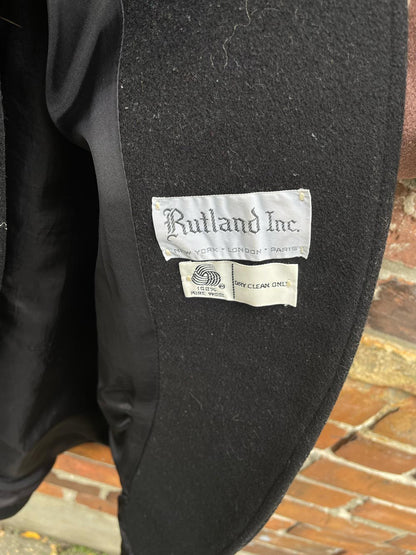 Rutland Inc.
NEW YORK · LONDON · PARIS
100%
PURE WOOL
DRY CLEAN ONLY